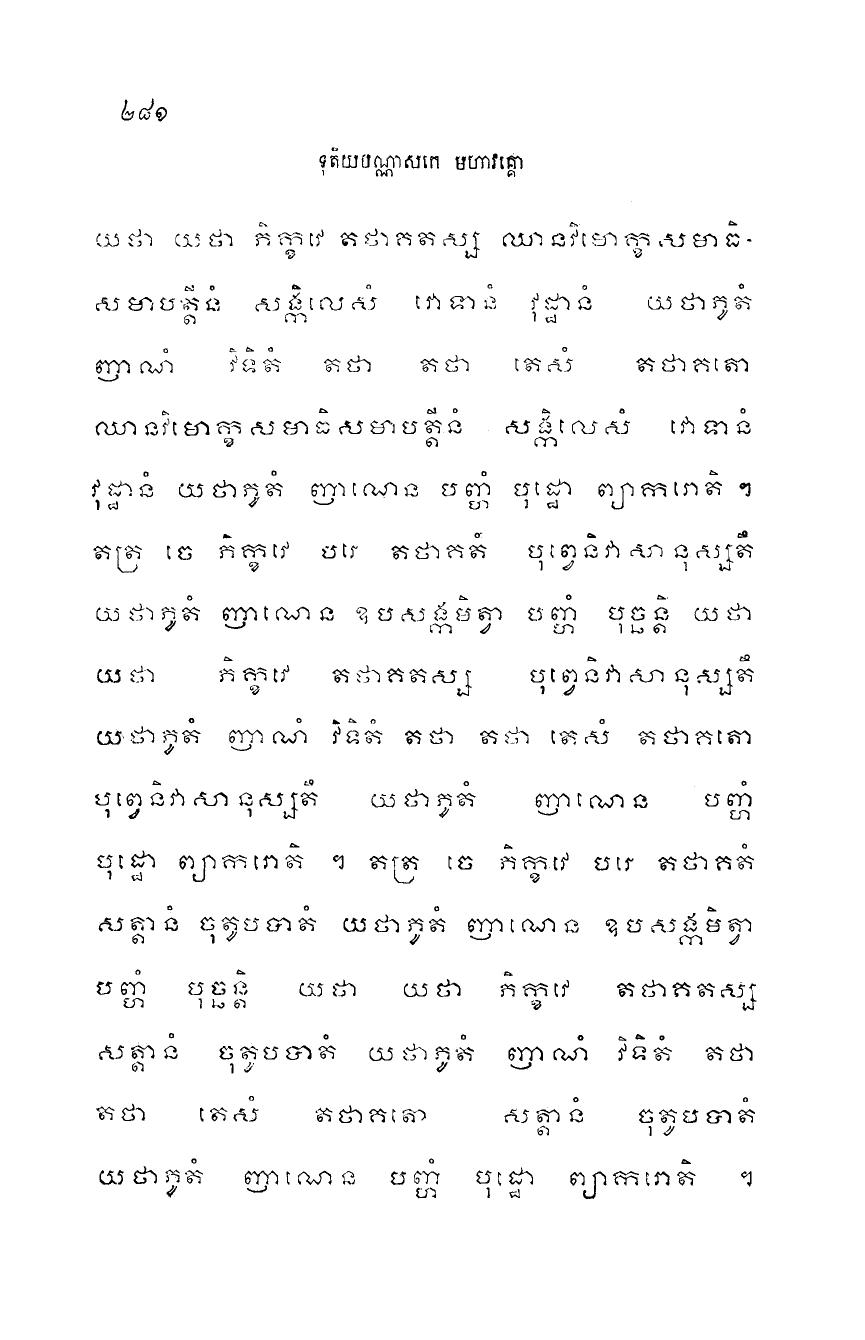 ២៨១
ទុតិយបណ្ណាសកេ មហាវគ្គោ
យថា យថា ភិក្ខវេ តថាគតស្ស ឈានវិមោក្ខសមាធិ-
សមាបត្តីនំ សង្កិលេសំ វោទានំ វុដ្ឋានំ យថាភូតំ
ញាណំ វិទិតំ តថា តថា តេសំ តថាគតោ
ឈានវិមោក្ខសមាធិសមាបត្តីនំ សង្កិលេសំ វោទានំ
វុដ្ឋានំ យថាភូតំ ញាណេន បញ្ហំ បុដ្ឋោ ព្យាករោតិ ។
តត្រ ចេ ភិក្ខវេ បរេ តថាគតំ បុព្វេនិវាសានុស្សតឹ
យថាភូតំ ញាណេន ឧបសង្កមិត្វា បញ្ហំ បុច្ឆន្តិ យថា
យថា ភិក្ខវេ តថាគតស្ស បុព្វេនិវាសានុស្សតឹ
យថាភូតំ ញាណំ វិទិតំ តថា តថា តេសំ តថាគតោ
បុព្វេនិវាសានុស្សតឹ យថាភូតំ ញាណេន បញ្ហំ
បុដ្ឋោ ព្យាករោតិ ។ តត្រ ចេ ភិក្ខវេ បរេ តថាគតំ
សត្តានំ ចុតូបបាតំ យថាភូតំ ញាណេន ឧបសង្កមិត្វា
បញ្ហំ បុច្ឆន្តិ យថា យថា ភិក្ខវេ តថាគតស្ស
សត្តានំ ចុតូបបាតំ យថាភូតំ ញាណំ វិទិតំ តថា
តថា តេសំ តថាគតោ សត្តានំ ចុតូបបាតំ
យថាភូតំ ញាណេន បញ្ហំ បុដ្ឋោ ព្យាករោតិ ។